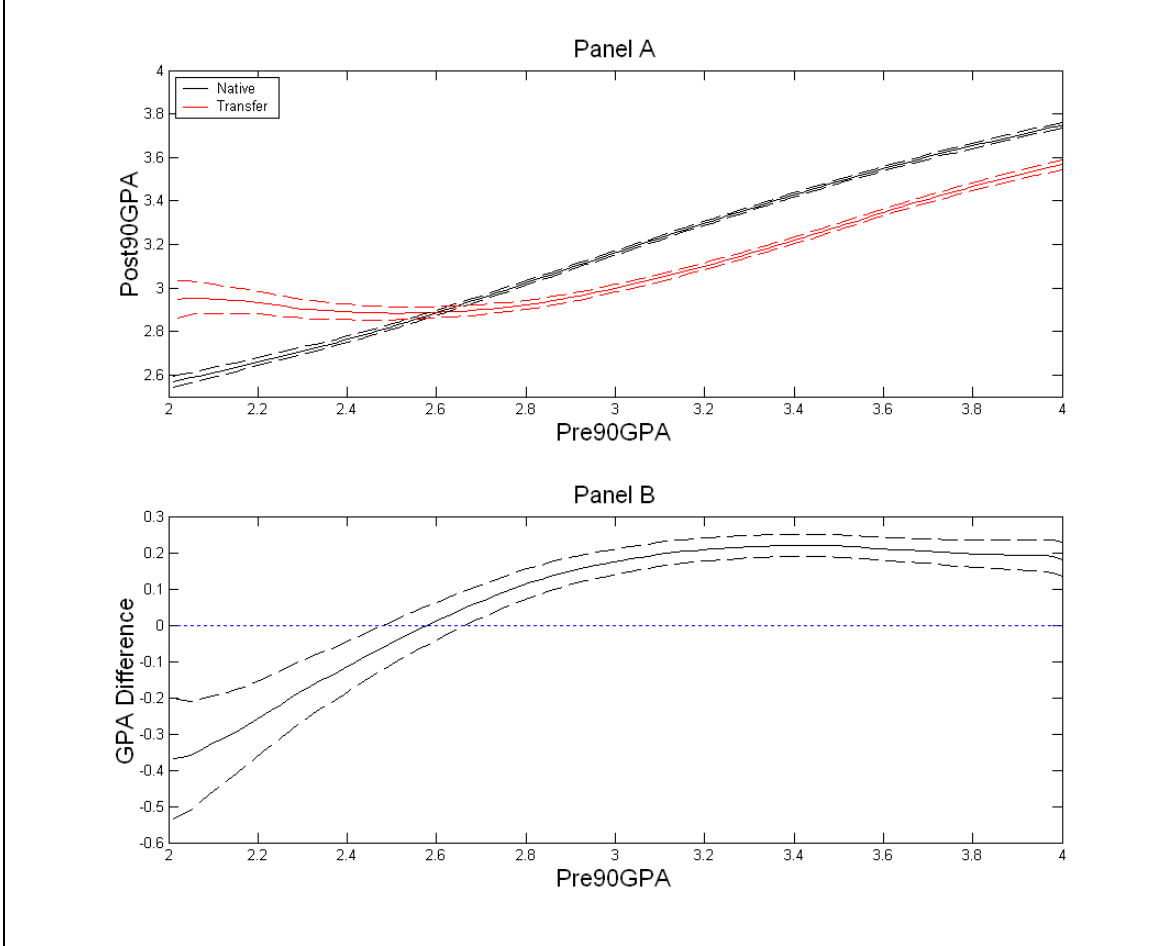 Panel A
4
3.8
3.6
3.4
3.2
3
2.8
2.6
Post90GPA
Native
Transfer
2 2.2 2.4 2.6 2.8 3 3.2 3.4 3.6 3.8 4
Pre90GPA
Panel B
0.3
0.2
0.1
0
-0.1
-0.2
-0.3
-0.4
-0.5
-0.6
GPA Difference
2 2.2 2.4 2.6 2.8 3 3.2 3.4 3.6 3.8 4
Pre90GPA